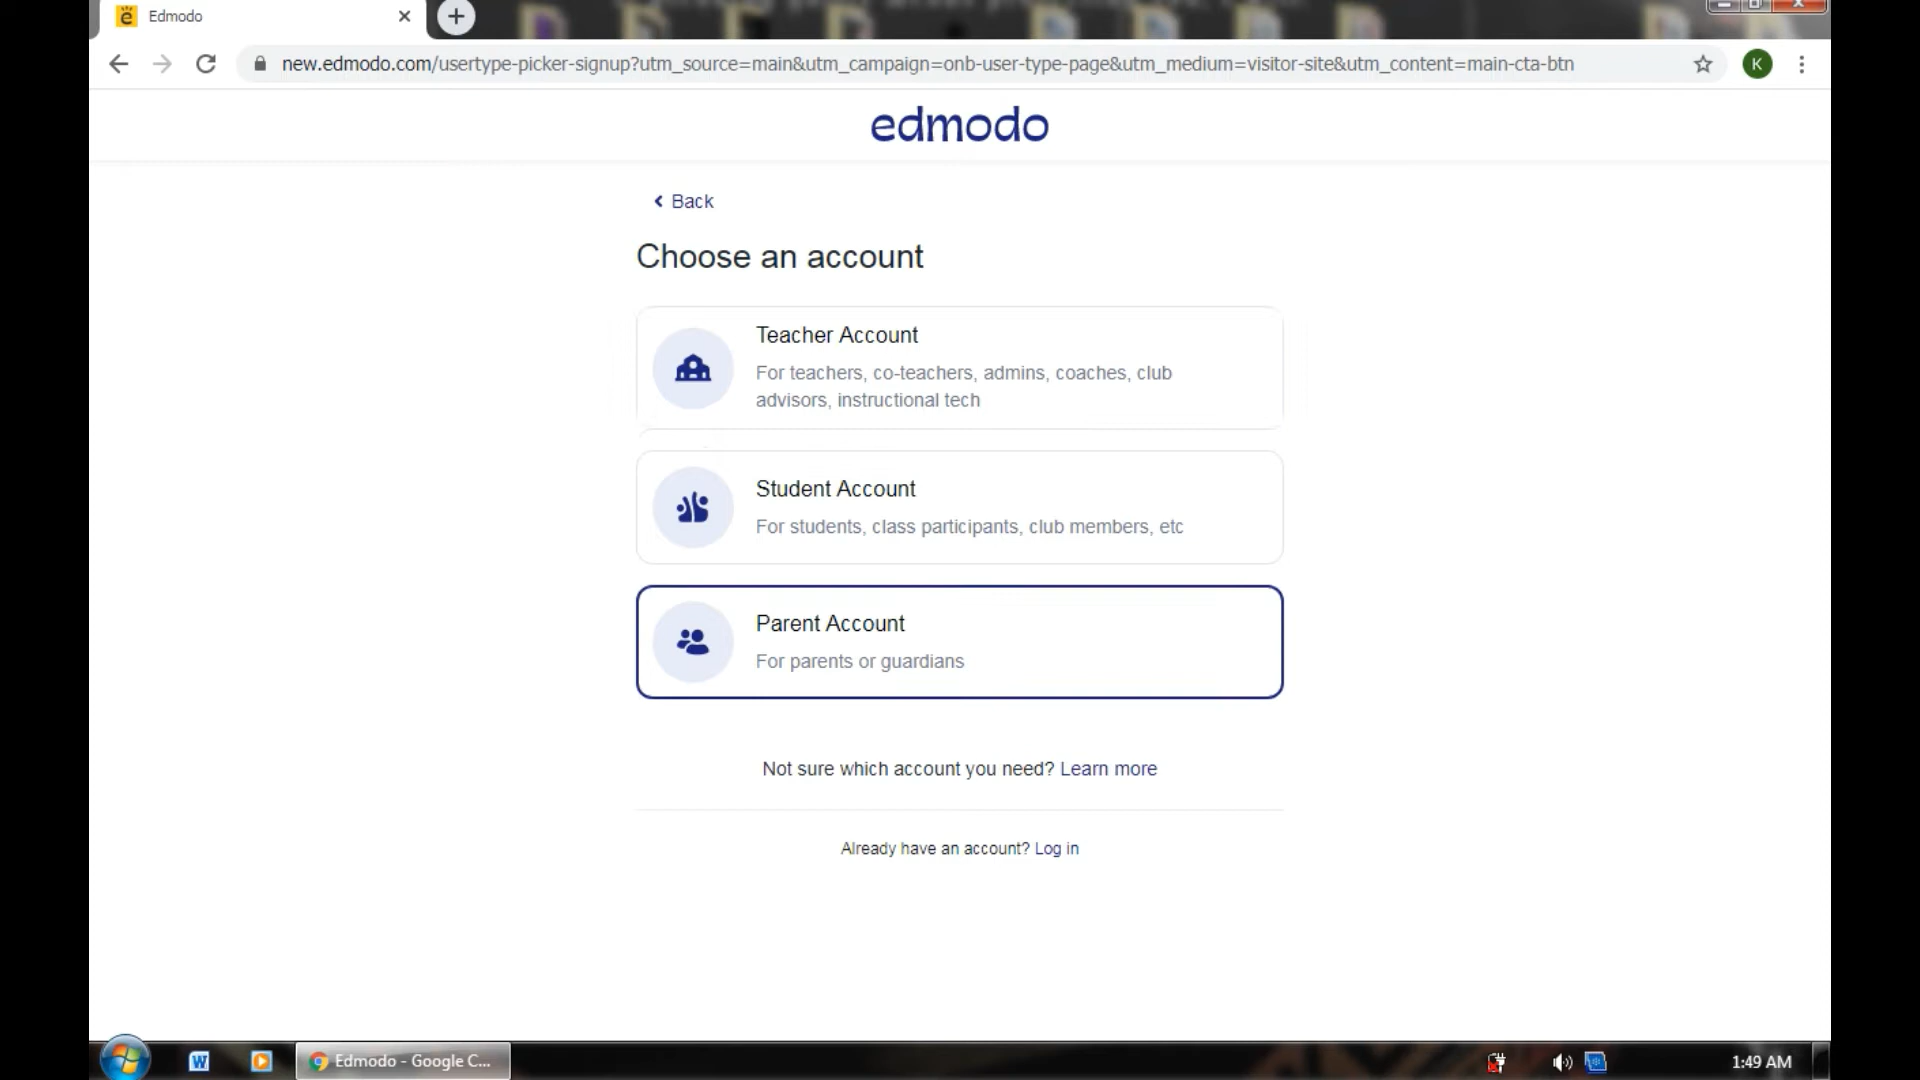 Edmodo
new.edmodo.com/usertype-picker-signup?utm_source=main&utm_campaign=onb-user-type-page&utm_medium=visitor-site&utm_content=main-cta-btn
K
edmodo
Back
Choose an account
Teacher Account
For teachers, co-teachers, admins, coaches, club
advisors, instructional tech
Student Account
For students, class participants, club members, etc
Parent Account
For parents or guardians
Not sure which account you need? Learn more
Already have an account? Log in
Edmodo - Google C...
1:49 AM